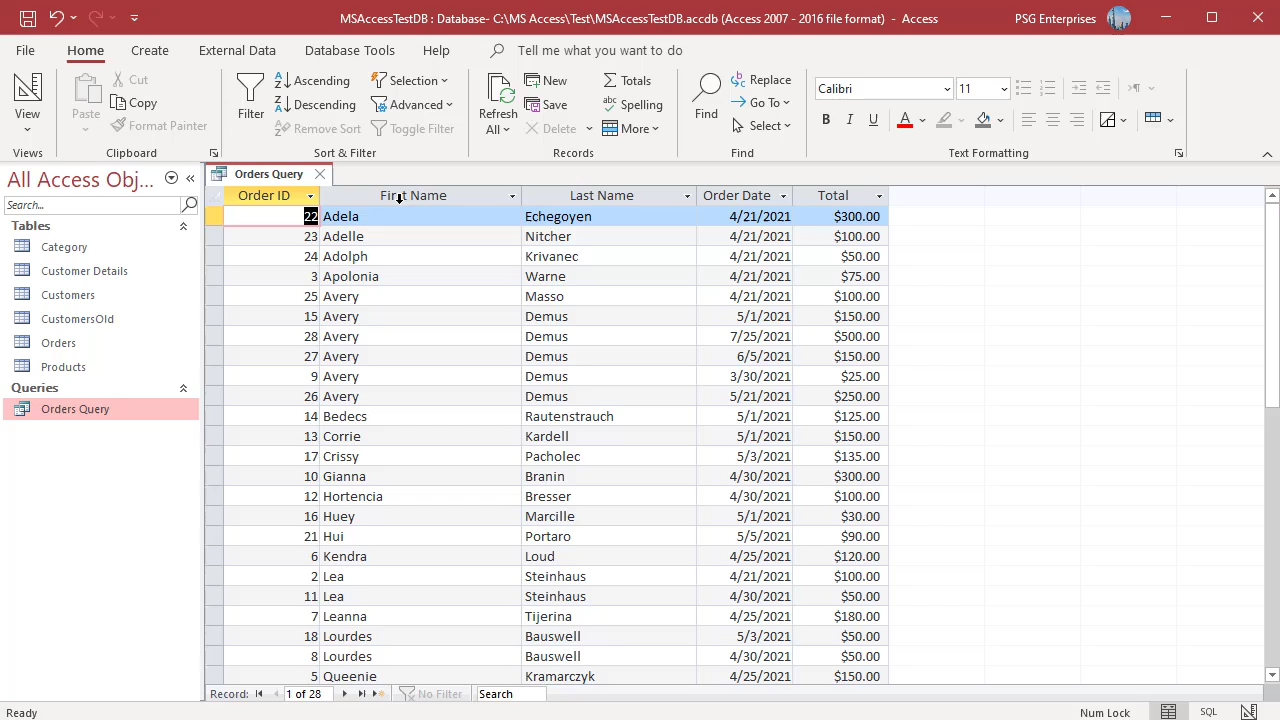 MSAccessTestDB : Database- C:\MS Access\Test\MSAccessTestDB.accdb (Access 2007 - 2016 file format) - Access
PSG Enterprises
File Home Create External Data Database Tools Help Tell me what you want to do
View
Views
Paste
Cut
Copy
Format Painter
Clipboard
Filter
Ascending
Descending
Remove Sort
Selection
Advanced
Toggle Filter
Sort & Filter
Refresh
All
New
Save
Delete
Totals
Spelling
More
Records
Find
Replace
Go To
Select
Find
Calibri 11
B I U A
Text Formatting
All Access Obj...
Search...
Tables
Category
Customer Details
Customers
CustomersOld
Orders
Products
Queries
Orders Query
Orders Query
Order ID First Name Last Name Order Date Total
22 Adela Echegoyen 4/21/2021 $300.00
23 Adelle Nitcher 4/21/2021 $100.00
24 Adolph Krivanec 4/21/2021 $50.00
3 Apolonia Warne 4/21/2021 $75.00
25 Avery Masso 4/21/2021 $100.00
15 Avery Demus 5/1/2021 $150.00
28 Avery Demus 7/25/2021 $500.00
27 Avery Demus 6/5/2021 $150.00
9 Avery Demus 3/30/2021 $25.00
26 Avery Demus 5/21/2021 $250.00
14 Bedecs Rautenstrauch 5/1/2021 $125.00
13 Corrie Kardell 5/1/2021 $150.00
17 Crissy Pacholec 5/3/2021 $135.00
10 Gianna Branin 4/30/2021 $300.00
12 Hortencia Bresser 4/30/2021 $100.00
16 Huey Marcille 5/1/2021 $30.00
21 Hui Portaro 5/5/2021 $90.00
6 Kendra Loud 4/25/2021 $120.00
2 Lea Steinhaus 4/21/2021 $100.00
11 Lea Steinhaus 4/30/2021 $50.00
7 Leanna Tijerina 4/25/2021 $180.00
18 Lourdes Bauswell 5/3/2021 $50.00
8 Lourdes Bauswell 4/30/2021 $50.00
5 Queenie Kramarczyk 4/25/2021 $150.00
Record: 1 of 28 No Filter Search
Ready Num Lock SQL